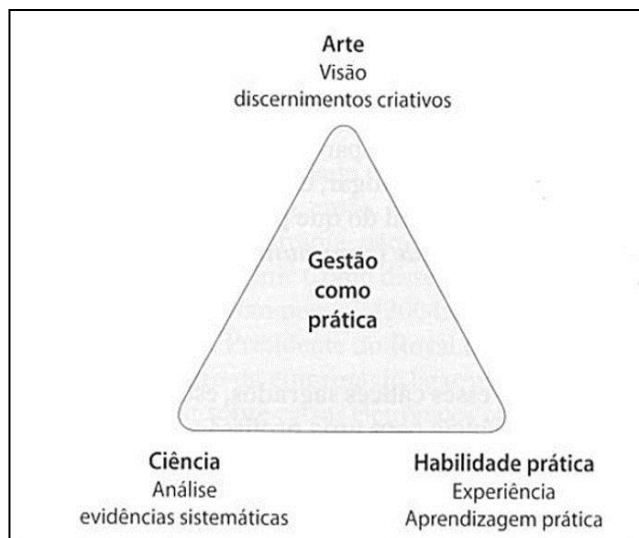 Arte
Visão
discernimentos criativos
Gestão
como
prática
Ciência
Análise
evidências sistemáticas
Habilidade prática
Experiência
Aprendizagem prática